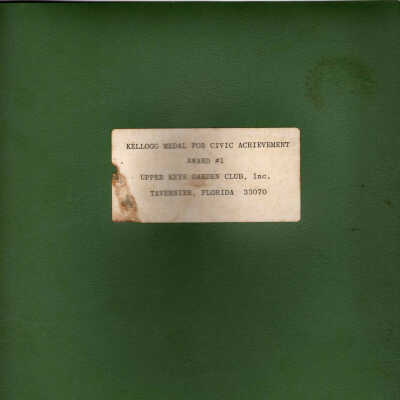 KELLOGG MEDAL FOR CIVIC ACHIEVEMENT
AWARD #1
UPPER KEYS GARDEN CLUB, Inc.
TAVERNIER, FLORIDA 33070